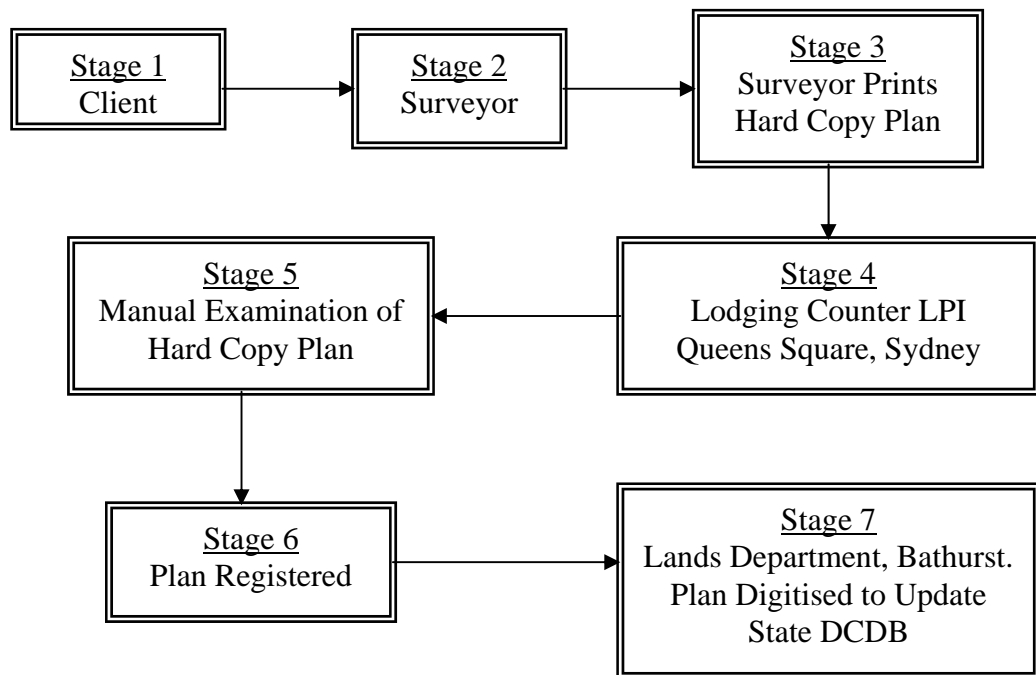 Stage 1
Client
Stage 2
Surveyor
Stage 3
Surveyor Prints
Hard Copy Plan
Stage 4
Lodging Counter LPI
Queens Square, Sydney
Stage 5
Manual Examination of
Hard Copy Plan
Stage 6
Plan Registered
Stage 7
Lands Department, Bathurst.
Plan Digitised to Update
State DCDB